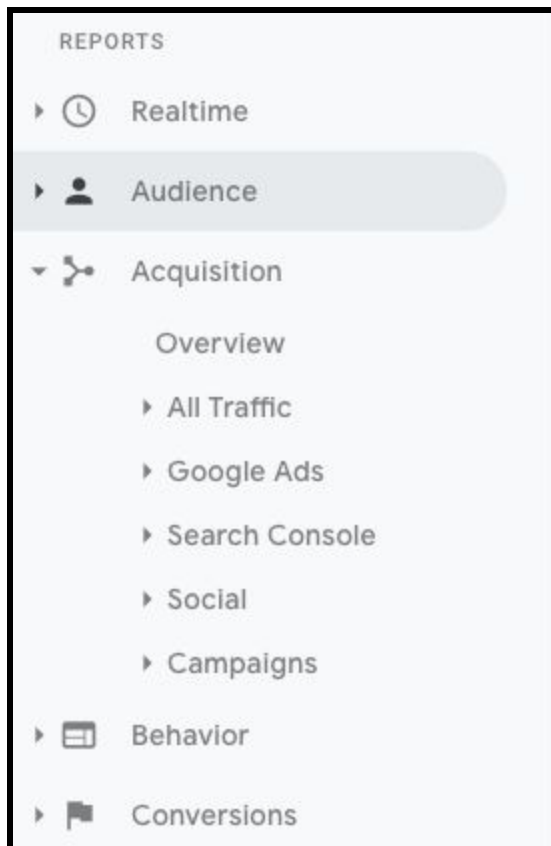 REPORTS
Realtime
Audience
Acquisition
Overview
All Traffic
Google Ads
Search Console
Social
Campaigns
Behavior
Conversions